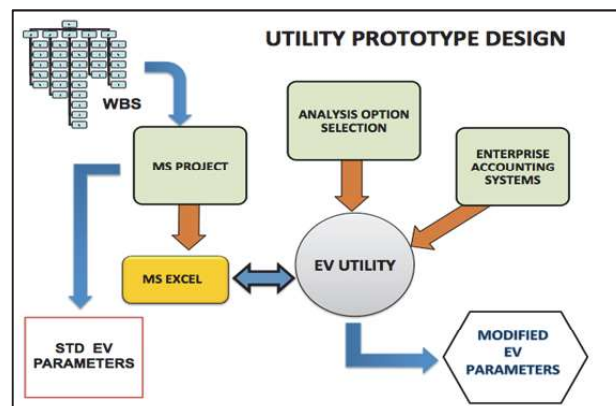 UTILITY PROTOTYPE DESIGN
WBS
ANALYSIS OPTION
SELECTION
MS PROJECT
ENTERPRISE
ACCOUNTING
SYSTEMS
MS EXCEL
EV UTILITY
STD EV
PARAMETERS
MODIFIED
EV
PARAMETERS